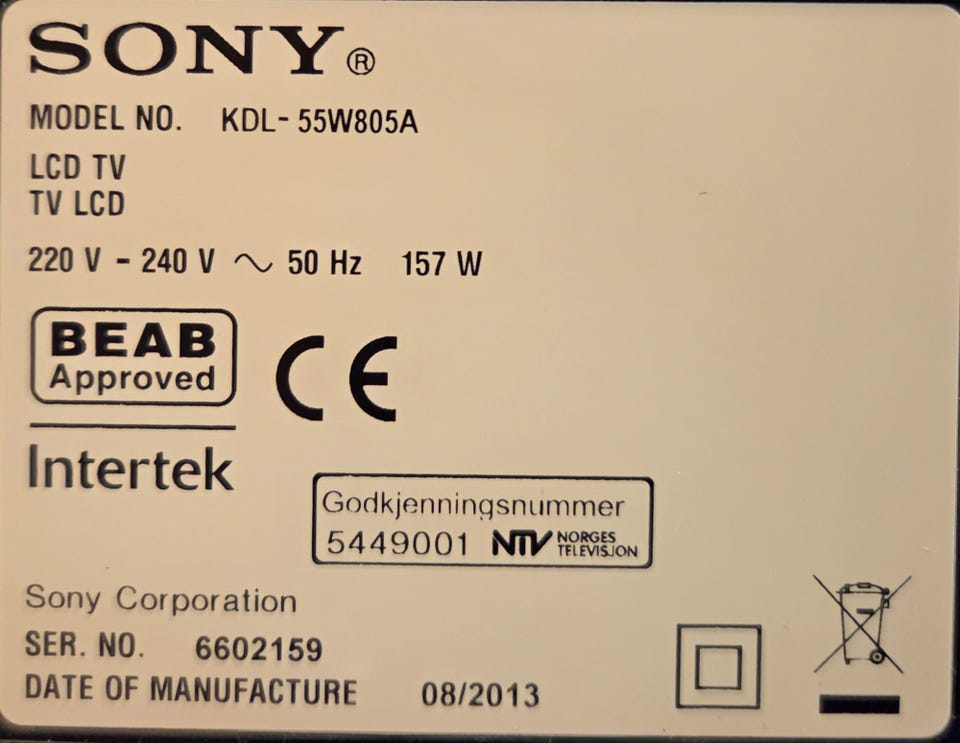 SONY®
MODEL NO. KDL-55W805A
LCD TV
TV LCD
220 V - 240 V ~ 50 Hz 157 W
BEAB
Approved
CE
Intertek
Godkjenningsnummer
5449001 NTV NORGES
TELEVISJON
Sony Corporation
SER. NO. 6602159
DATE OF MANUFACTURE 08/2013